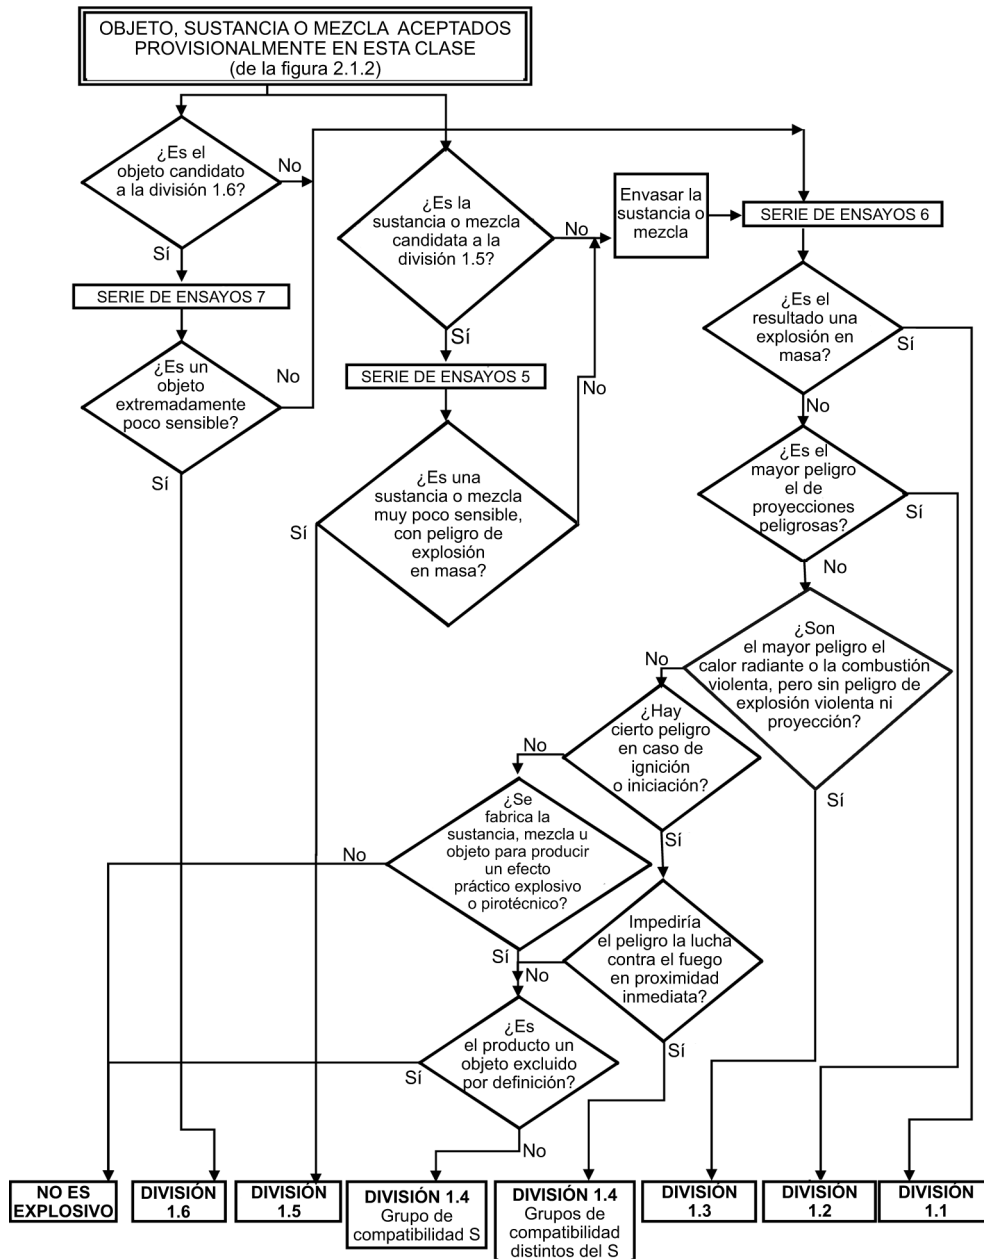 OBJETO, SUSTANCIA O MEZCLA ACEPTADOS
PROVISIONALMENTE EN ESTA CLASE
(de la figura 2.1.2)
¿Es el
objeto candidato
a la división 1.6?
No
Sí
SERIE DE ENSAYOS 7
¿Es un
objeto
extremadamente
poco sensible?
No
Sí
¿Es la
sustancia o mezcla
candidata a la
división 1.5?
No
Sí
SERIE DE ENSAYOS 5
¿Es una
sustancia o mezcla
muy poco sensible,
con peligro de
explosión
en masa?
No
Sí
Envasar la
sustancia o
mezcla
SERIE DE ENSAYOS 6
¿Es el
resultado una
explosión en
masa?
Sí
No
¿Es el
mayor peligro
el de
proyecciones
peligrosas?
Sí
No
¿Son
el mayor peligro el
calor radiante o la combustión
violenta, pero sin peligro de
explosión violenta ni
proyección?
No
Sí
¿Hay
cierto peligro
en caso de
ignición
o iniciación?
No
Sí
¿Se
fabrica la
sustancia, mezcla u
objeto para producir
un efecto
práctico explosivo
o pirotécnico?
No
Sí
Impediría
el peligro la lucha
contra el fuego
en proximidad
inmediata?
No
Sí
¿Es
el producto un
objeto excluido
por definición?
Sí
No
NO ES
EXPLOSIVO
DIVISIÓN
1.6
DIVISIÓN
1.5
DIVISIÓN 1.4
Grupo de
compatibilidad S
DIVISIÓN 1.4
Grupos de
compatibilidad
distintos del S
DIVISIÓN
1.3
DIVISIÓN
1.2
DIVISIÓN
1.1